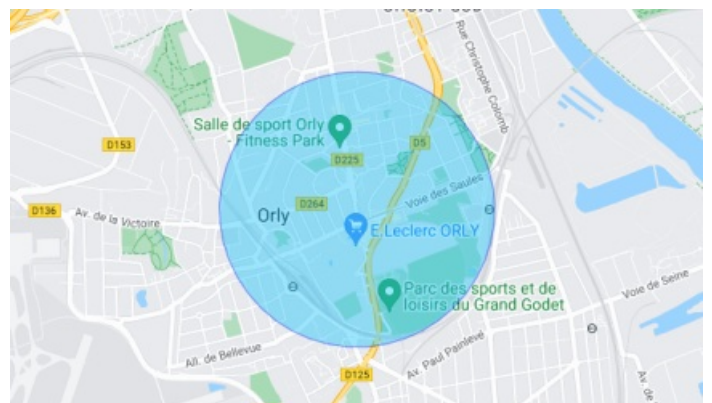 Rue Christophe Colomb
Salle de sport Orly
- Fitness Park
D153
D5
D225
Voie des Saules
D264
D136
Av. de la Victoire
Orly
E.Leclerc ORLY
Parc des sports et de
loisirs du Grand Godet
Voie de Seine
All. de Bellevue
Av. Paul Painlevé
D125